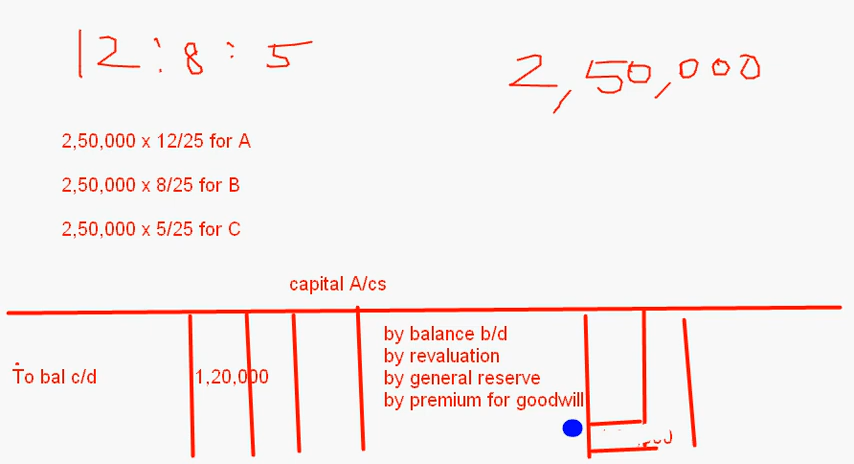 12 : 8 : 5
2,50,000
2,50,000 x 12/25 for A
2,50,000 x 8/25 for B
2,50,000 x 5/25 for C
capital A/cs
by balance b/d
by revaluation
To bal c/d 1,20,000 by general reserve
by premium for goodwill